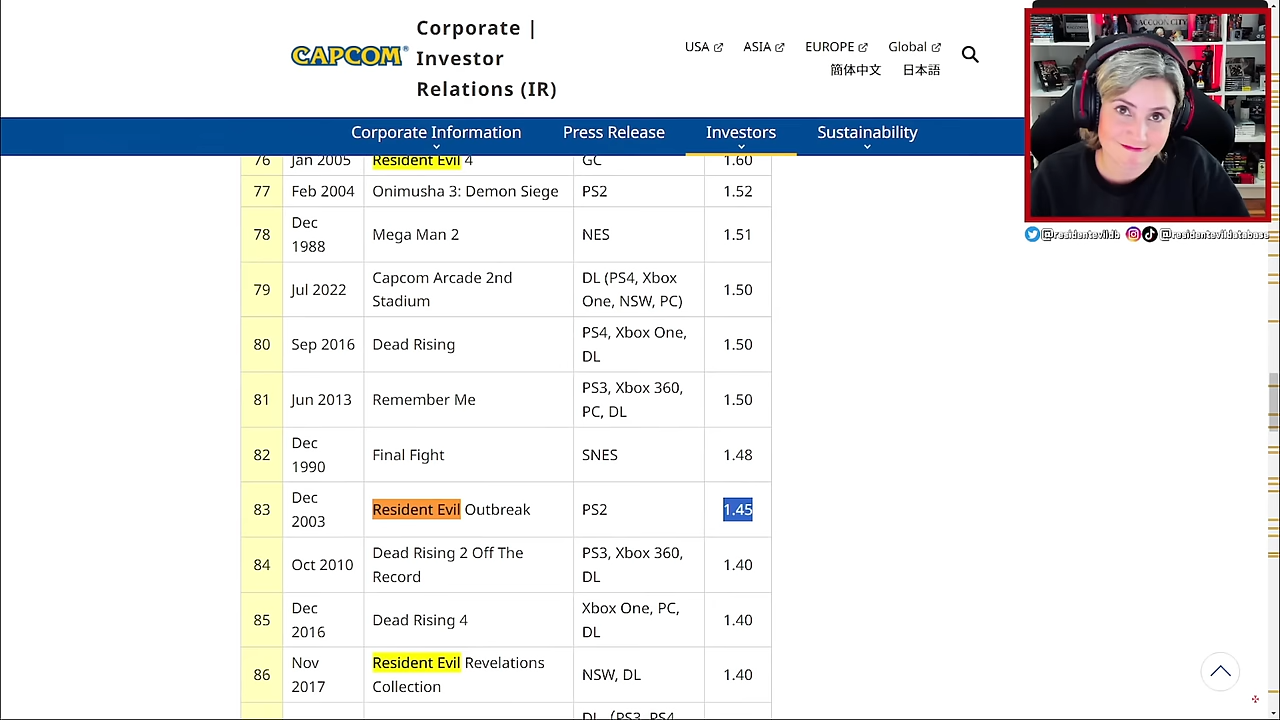 CAPCOM
Corporate |
Investor
Relations (IR)
USA
ASIA
EUROPE
Global
簡体中文
日本語
Corporate Information
Press Release
Investors
Sustainability
76 Jan 2005 Resident Evil 4 GC 1.60
77 Feb 2004 Onimusha 3: Demon Siege PS2 1.52
78 Dec 1988 Mega Man 2 NES 1.51
79 Jul 2022 Capcom Arcade 2nd Stadium DL (PS4, Xbox One, NSW, PC) 1.50
80 Sep 2016 Dead Rising PS4, Xbox One, DL 1.50
81 Jun 2013 Remember Me PS3, Xbox 360, PC, DL 1.50
82 Dec 1990 Final Fight SNES 1.48
83 Dec 2003 Resident Evil Outbreak PS2 1.45
84 Oct 2010 Dead Rising 2 Off The Record PS3, Xbox 360, DL 1.40
85 Dec 2016 Dead Rising 4 Xbox One, PC, DL 1.40
86 Nov 2017 Resident Evil Revelations Collection NSW, DL 1.40
DL (PS3, PS4,
RACCOON CITY
@residentevildb @residentevildatabase